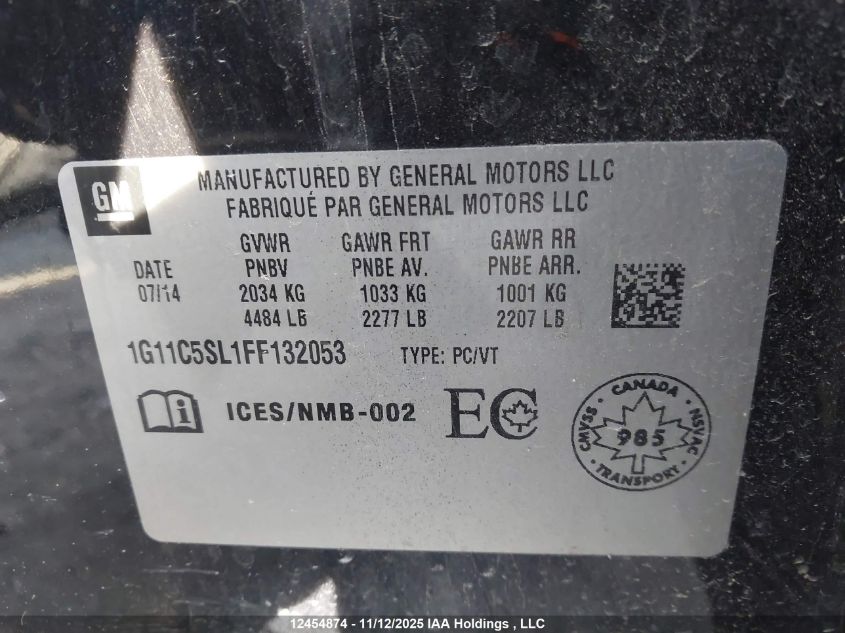 GM
MANUFACTURED BY GENERAL MOTORS LLC
FABRIQUÉ PAR GENERAL MOTORS LLC
GVWR GAWR FRT GAWR RR
DATE PNBV PNBE AV. PNBE ARR.
07/14 2034 KG 1033 KG 1001 KG
4484 LB 2277 LB 2207 LB
1G11C5SL1FF132053 TYPE: PC/VT
i ICES/NMB-002 EC
CANADA
CMVSS 985 NSVAC
TRANSPORT
12454874 - 11/12/2025 IAA Holdings , LLC